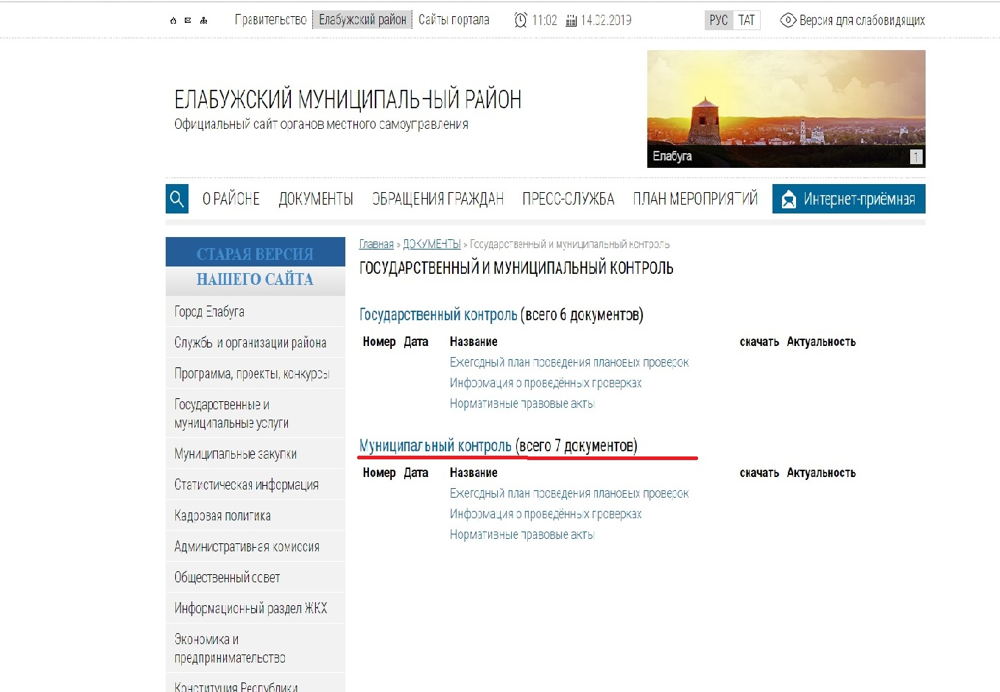 Правительство Елабужский район Сайты портала 11:02 14.02.2019 РУС ТАТ Версия для слабовидящих
ЕЛАБУЖСКИЙ МУНИЦИПАЛЬНЫЙ РАЙОН
Официальный сайт органов местного самоуправления
Елабуга 1
О РАЙОНЕ ДОКУМЕНТЫ ОБРАЩЕНИЯ ГРАЖДАН ПРЕСС-СЛУЖБА ПЛАН МЕРОПРИЯТИЙ Интернет-приёмная
СТАРАЯ ВЕРСИЯ
НАШЕГО САЙТА
Город Елабуга
Службы и организации района
Программа, проекты, конкурсы
Государственные и
муниципальные услуги
Муниципальные закупки
Статистическая информация
Кадровая политика
Административная комиссия
Общественный совет
Информационный раздел ЖКХ
Экономика и
предпринимательство
Конституция Республики
Главная » ДОКУМЕНТЫ » Государственный и муниципальный контроль
ГОСУДАРСТВЕННЫЙ И МУНИЦИПАЛЬНЫЙ КОНТРОЛЬ
Государственный контроль (всего 6 документов)
Номер Дата Название скачать Актуальность
Ежегодный план проведения плановых проверок
Информация о проведённых проверках
Нормативные правовые акты
Муниципальный контроль (всего 7 документов)
Номер Дата Название скачать Актуальность
Ежегодный план проведения плановых проверок
Информация о проведённых проверках
Нормативные правовые акты